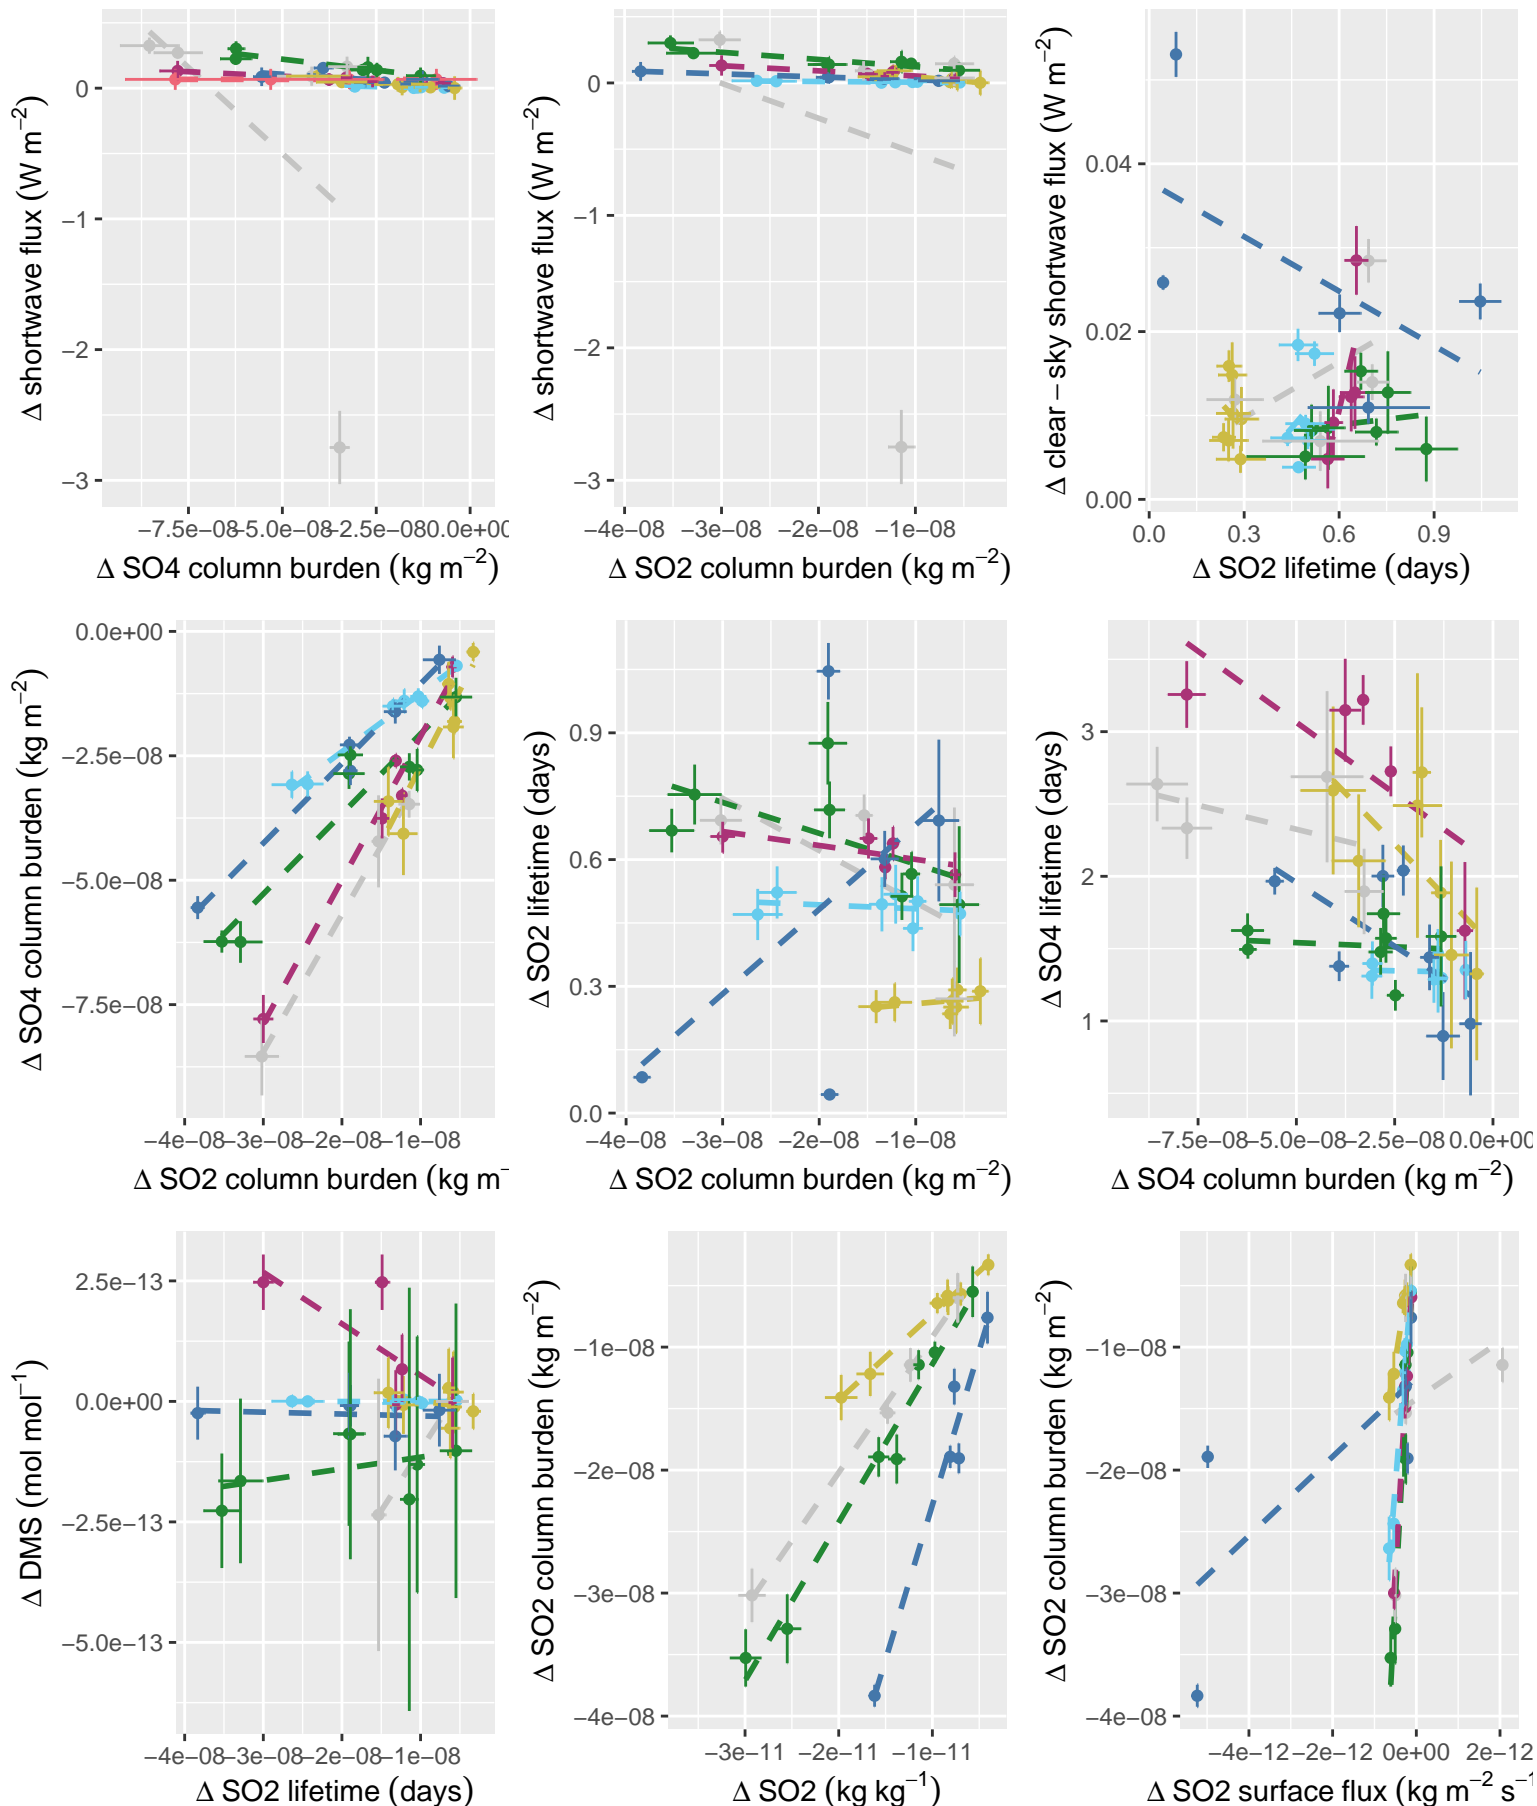 Δ shortwave flux (W m⁻²)
0
−1
−2
−3
−7.5e−08 −5.0e−08 −2.5e−08 0.0e+00
Δ SO4 column burden (kg m⁻²)
Δ shortwave flux (W m⁻²)
0
−1
−2
−3
−4e−08 −3e−08 −2e−08 −1e−08
Δ SO2 column burden (kg m⁻²)
Δ clear − sky shortwave flux (W m⁻²)
0.04
0.02
0.00
0.0 0.3 0.6 0.9
Δ SO2 lifetime (days)
Δ SO4 column burden (kg m⁻²)
0.0e+00
−2.5e−08
−5.0e−08
−7.5e−08
−4e−08 −3e−08 −2e−08 −1e−08
Δ SO2 column burden (kg m⁻
Δ SO2 lifetime (days)
0.9
0.6
0.3
0.0
−4e−08 −3e−08 −2e−08 −1e−08
Δ SO2 column burden (kg m⁻²)
Δ SO4 lifetime (days)
3
2
1
−7.5e−08 −5.0e−08 −2.5e−08 0.0e+00
Δ SO4 column burden (kg m⁻²)
Δ DMS (mol mol⁻¹)
2.5e−13
0.0e+00
−2.5e−13
−5.0e−13
−4e−08 −3e−08 −2e−08 −1e−08
Δ SO2 lifetime (days)
Δ SO2 column burden (kg m⁻²)
−1e−08
−2e−08
−3e−08
−4e−08
−3e−11 −2e−11 −1e−11
Δ SO2 (kg kg⁻¹)
Δ SO2 column burden (kg m⁻²)
−1e−08
−2e−08
−3e−08
−4e−08
−4e−12 −2e−12 0e+00 2e−12
Δ SO2 surface flux (kg m⁻² s⁻¹